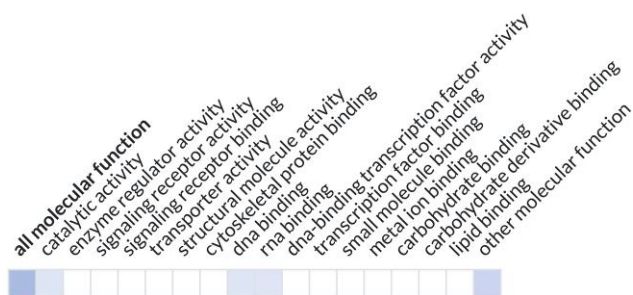 all molecular function
catalytic activity
enzyme regulator activity
signaling receptor activity
signaling receptor binding
transporter activity
structural molecule activity
cytoskeletal protein binding
dna binding
rna binding
dna-binding transcription factor activity
transcription factor binding
small molecule binding
metal ion binding
carbohydrate binding
carbohydrate derivative binding
lipid binding
other molecular function